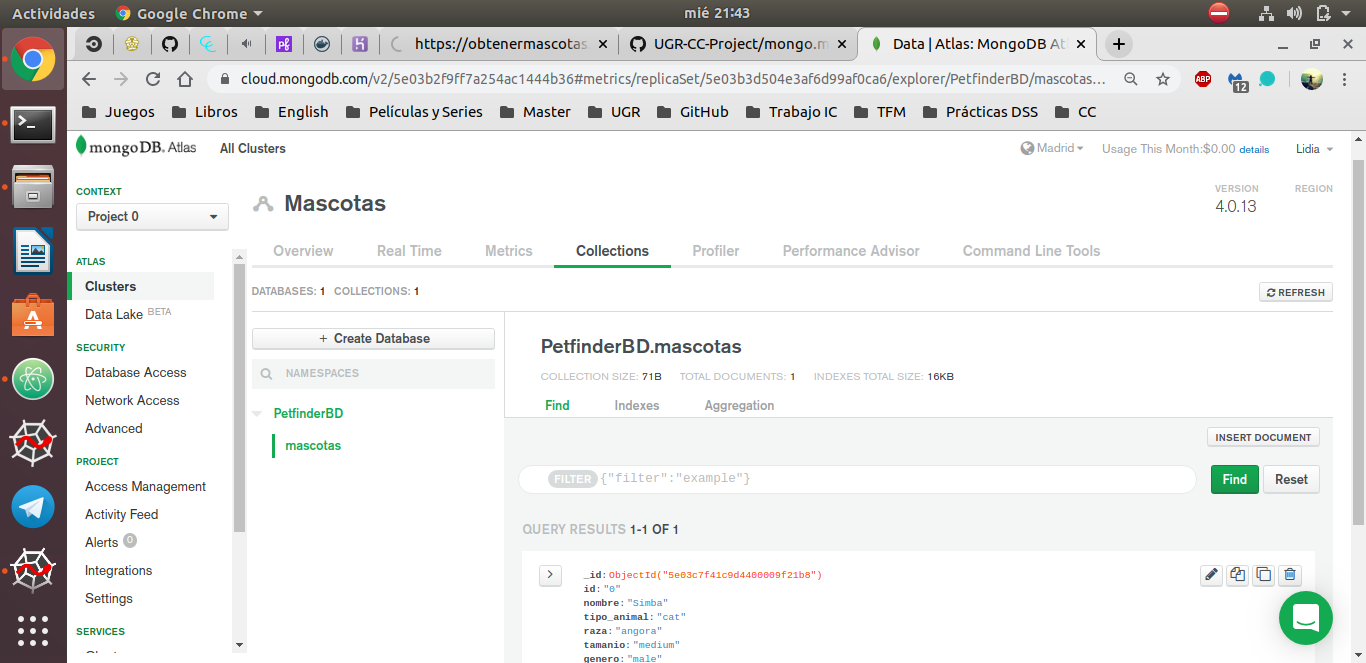 Actividades Google Chrome mié 21:43
https://obtenermascotas UGR-CC-Project/mongo.m Data | Atlas: MongoDB At
cloud.mongodb.com/v2/5e03b2f9ff7a254ac1444b36#metrics/replicaSet/5e03b3d504e3af6d99af0ca6/explorer/PetfinderBD/mascotas... ABP 12
Juegos Libros English Películas y Series Master UGR GitHub Trabajo IC TFM Prácticas DSS CC
mongoDB. Atlas All Clusters Madrid Usage This Month:$0.00 details Lidia
CONTEXT
Project 0
Mascotas
VERSION REGION
4.0.13
Overview Real Time Metrics Collections Profiler Performance Advisor Command Line Tools
ATLAS
Clusters
Data Lake BETA
SECURITY
Database Access
Network Access
Advanced
PROJECT
Access Management
Activity Feed
Alerts 0
Integrations
Settings
SERVICES
DATABASES: 1 COLLECTIONS: 1
REFRESH
+ Create Database
NAMESPACES
PetfinderBD
mascotas
PetfinderBD.mascotas
COLLECTION SIZE: 71B TOTAL DOCUMENTS: 1 INDEXES TOTAL SIZE: 16KB
Find Indexes Aggregation
INSERT DOCUMENT
FILTER {"filter":"example"}
Find Reset
QUERY RESULTS 1-1 OF 1
_id:ObjectId("5e03c7f41c9d4400009f21b8")
id:"0"
nombre:"Simba"
tipo_animal:"cat"
raza:"angora"
tamanio:"medium"
genero:"male"